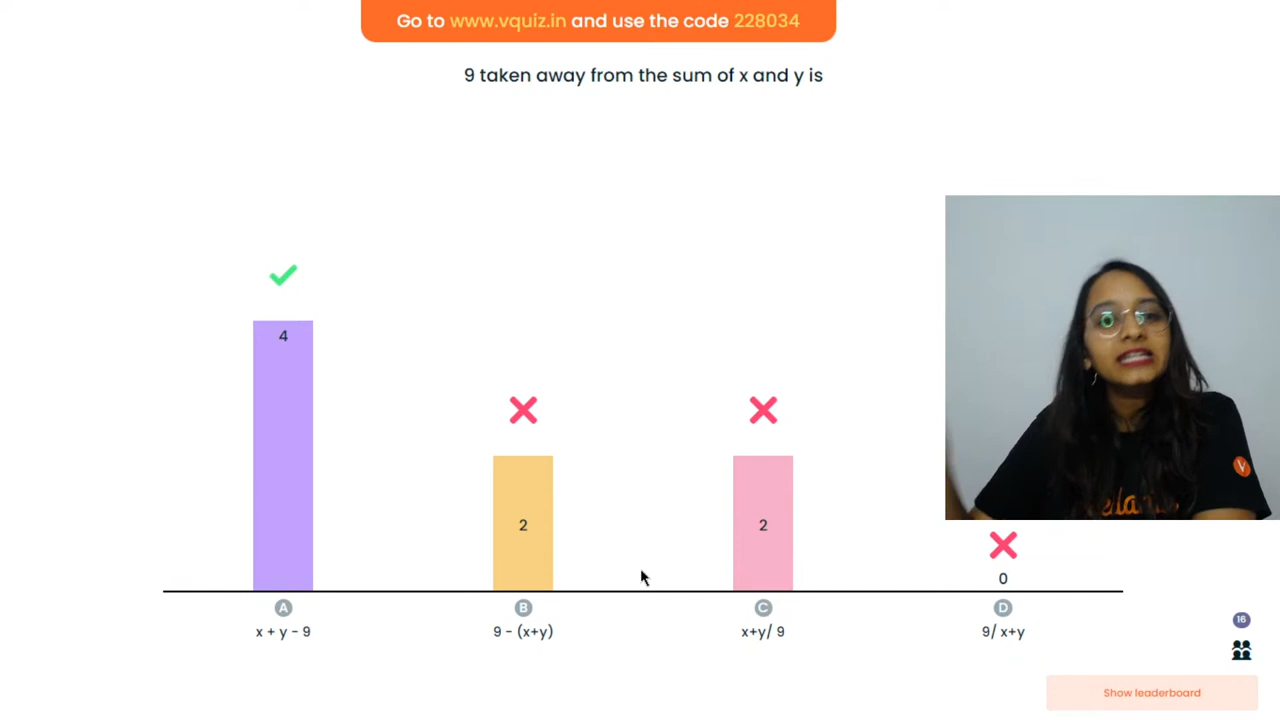 Go to www.vquiz.in and use the code 228034
9 taken away from the sum of x and y is
4
2
2
0
A
B
C
D
x + y - 9
9 - (x+y)
x+y/ 9
9/ x+y
16
Show leaderboard
V